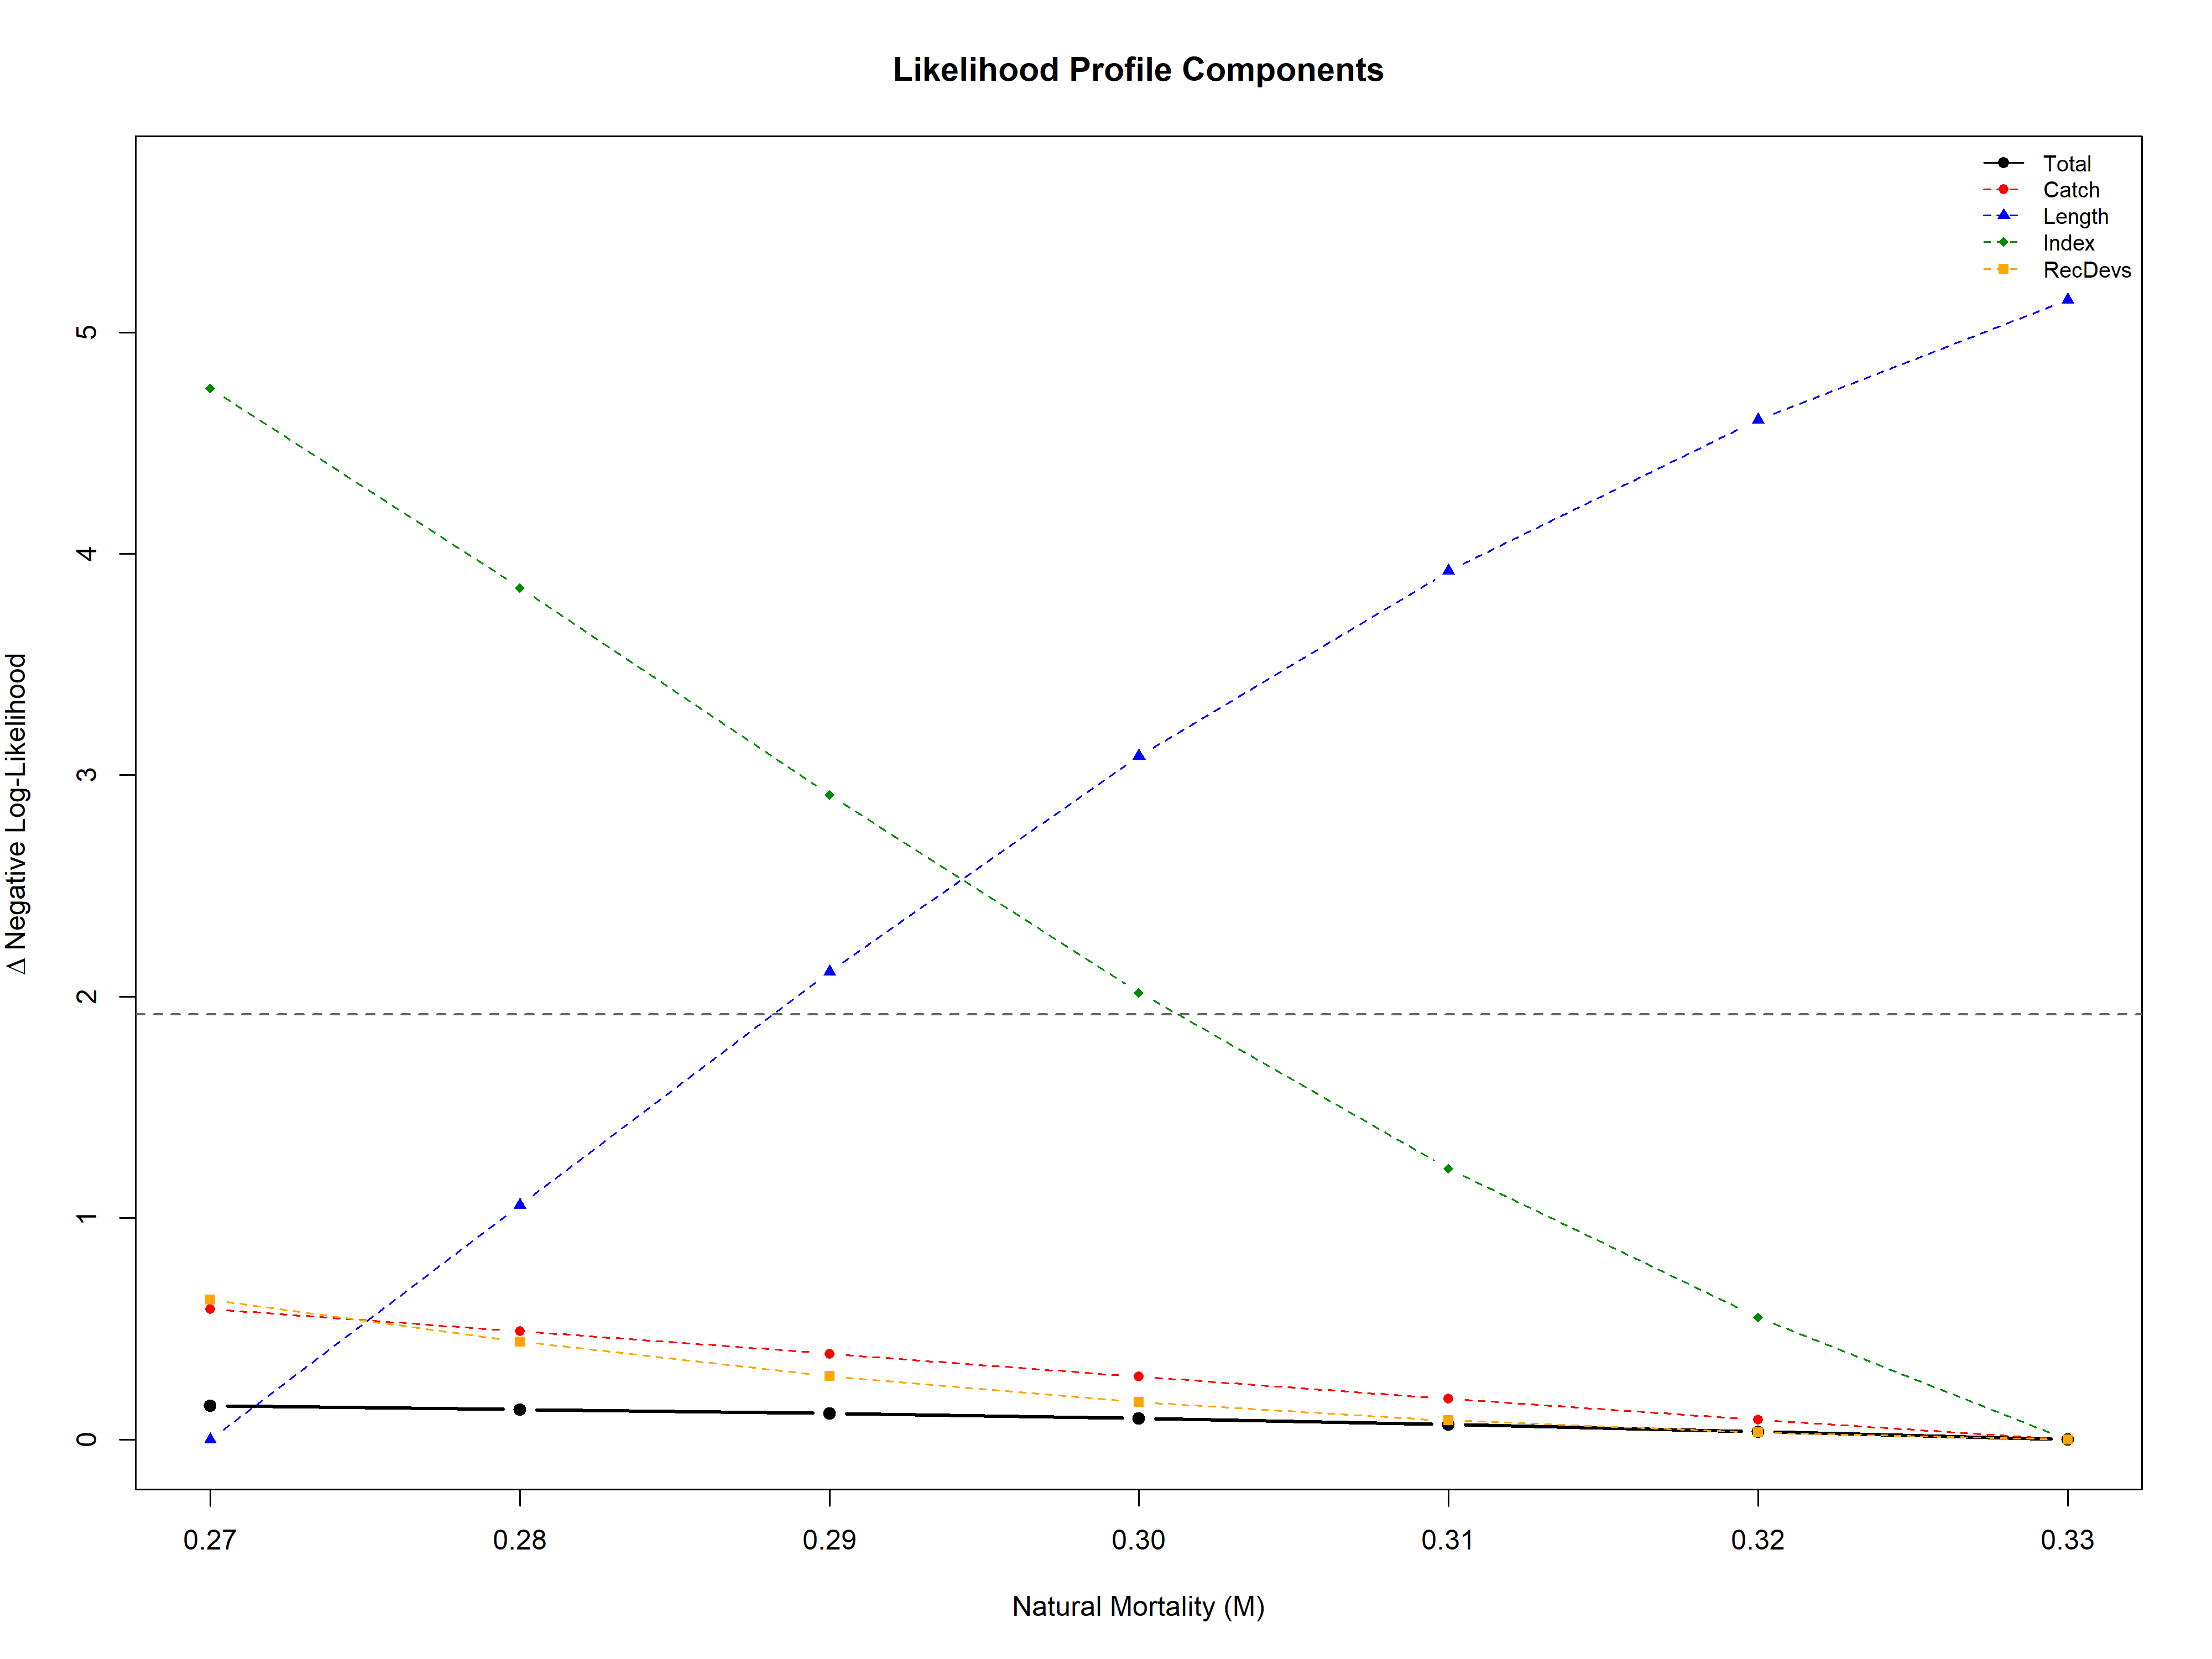 Likelihood Profile Components
Total
Catch
Length
Index
RecDevs
Δ Negative Log-Likelihood
5
4
3
2
1
0
0.27 0.28 0.29 0.30 0.31 0.32 0.33
Natural Mortality (M)